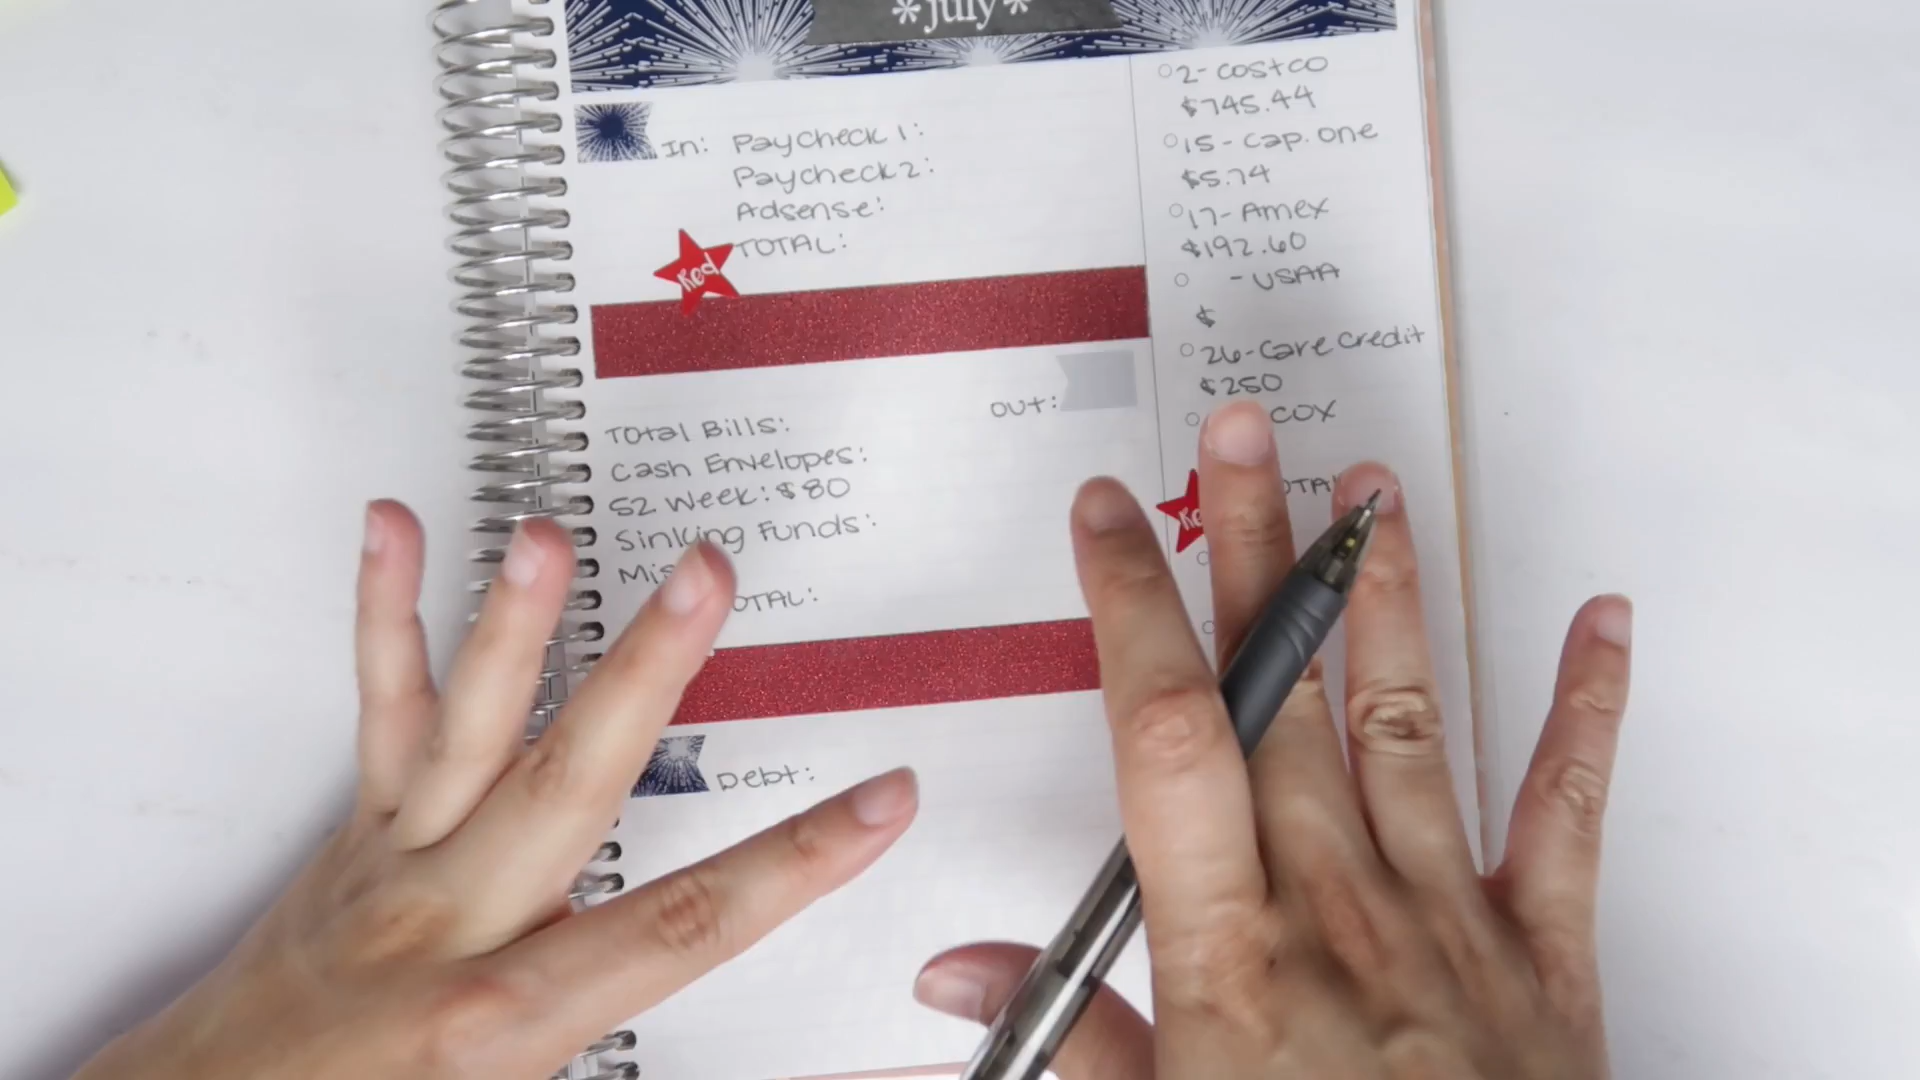 *july*
In: Paycheck 1:
Paycheck 2:
Adsense:
TOTAL:
Red
Out:
Total Bills:
Cash Envelopes:
52 Week: $80
Sinking Funds:
TOTAL:
Debt:
2- Costco
$745.44
15- Cap. One
$5.74
17- Amex
$192.60
- USAA
$
26- Care Credit
$250
COX